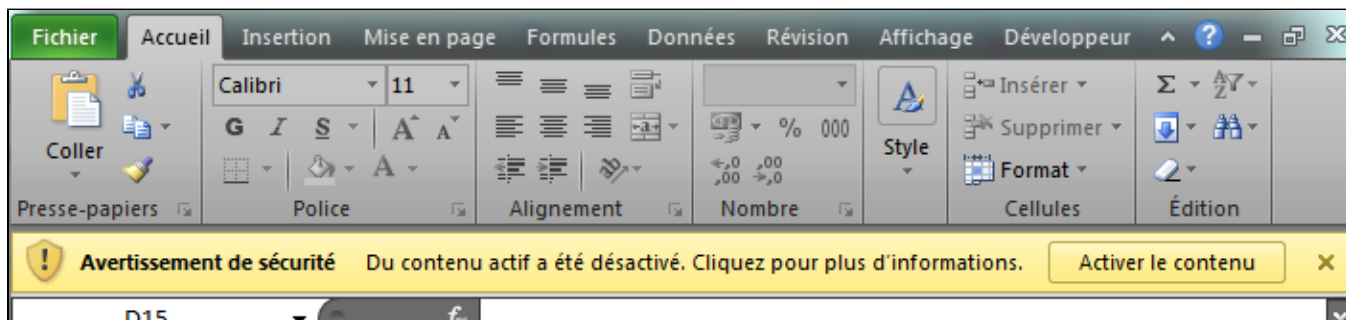 Fichier Accueil Insertion Mise en page Formules Données Révision Affichage Développeur
Calibri 11 Insérer
G I S A A % 000 Supprimer
Coller A Style Format
Presse-papiers Police Alignement Nombre Cellules Édition
Avertissement de sécurité Du contenu actif a été désactivé. Cliquez pour plus d'informations. Activer le contenu
D15